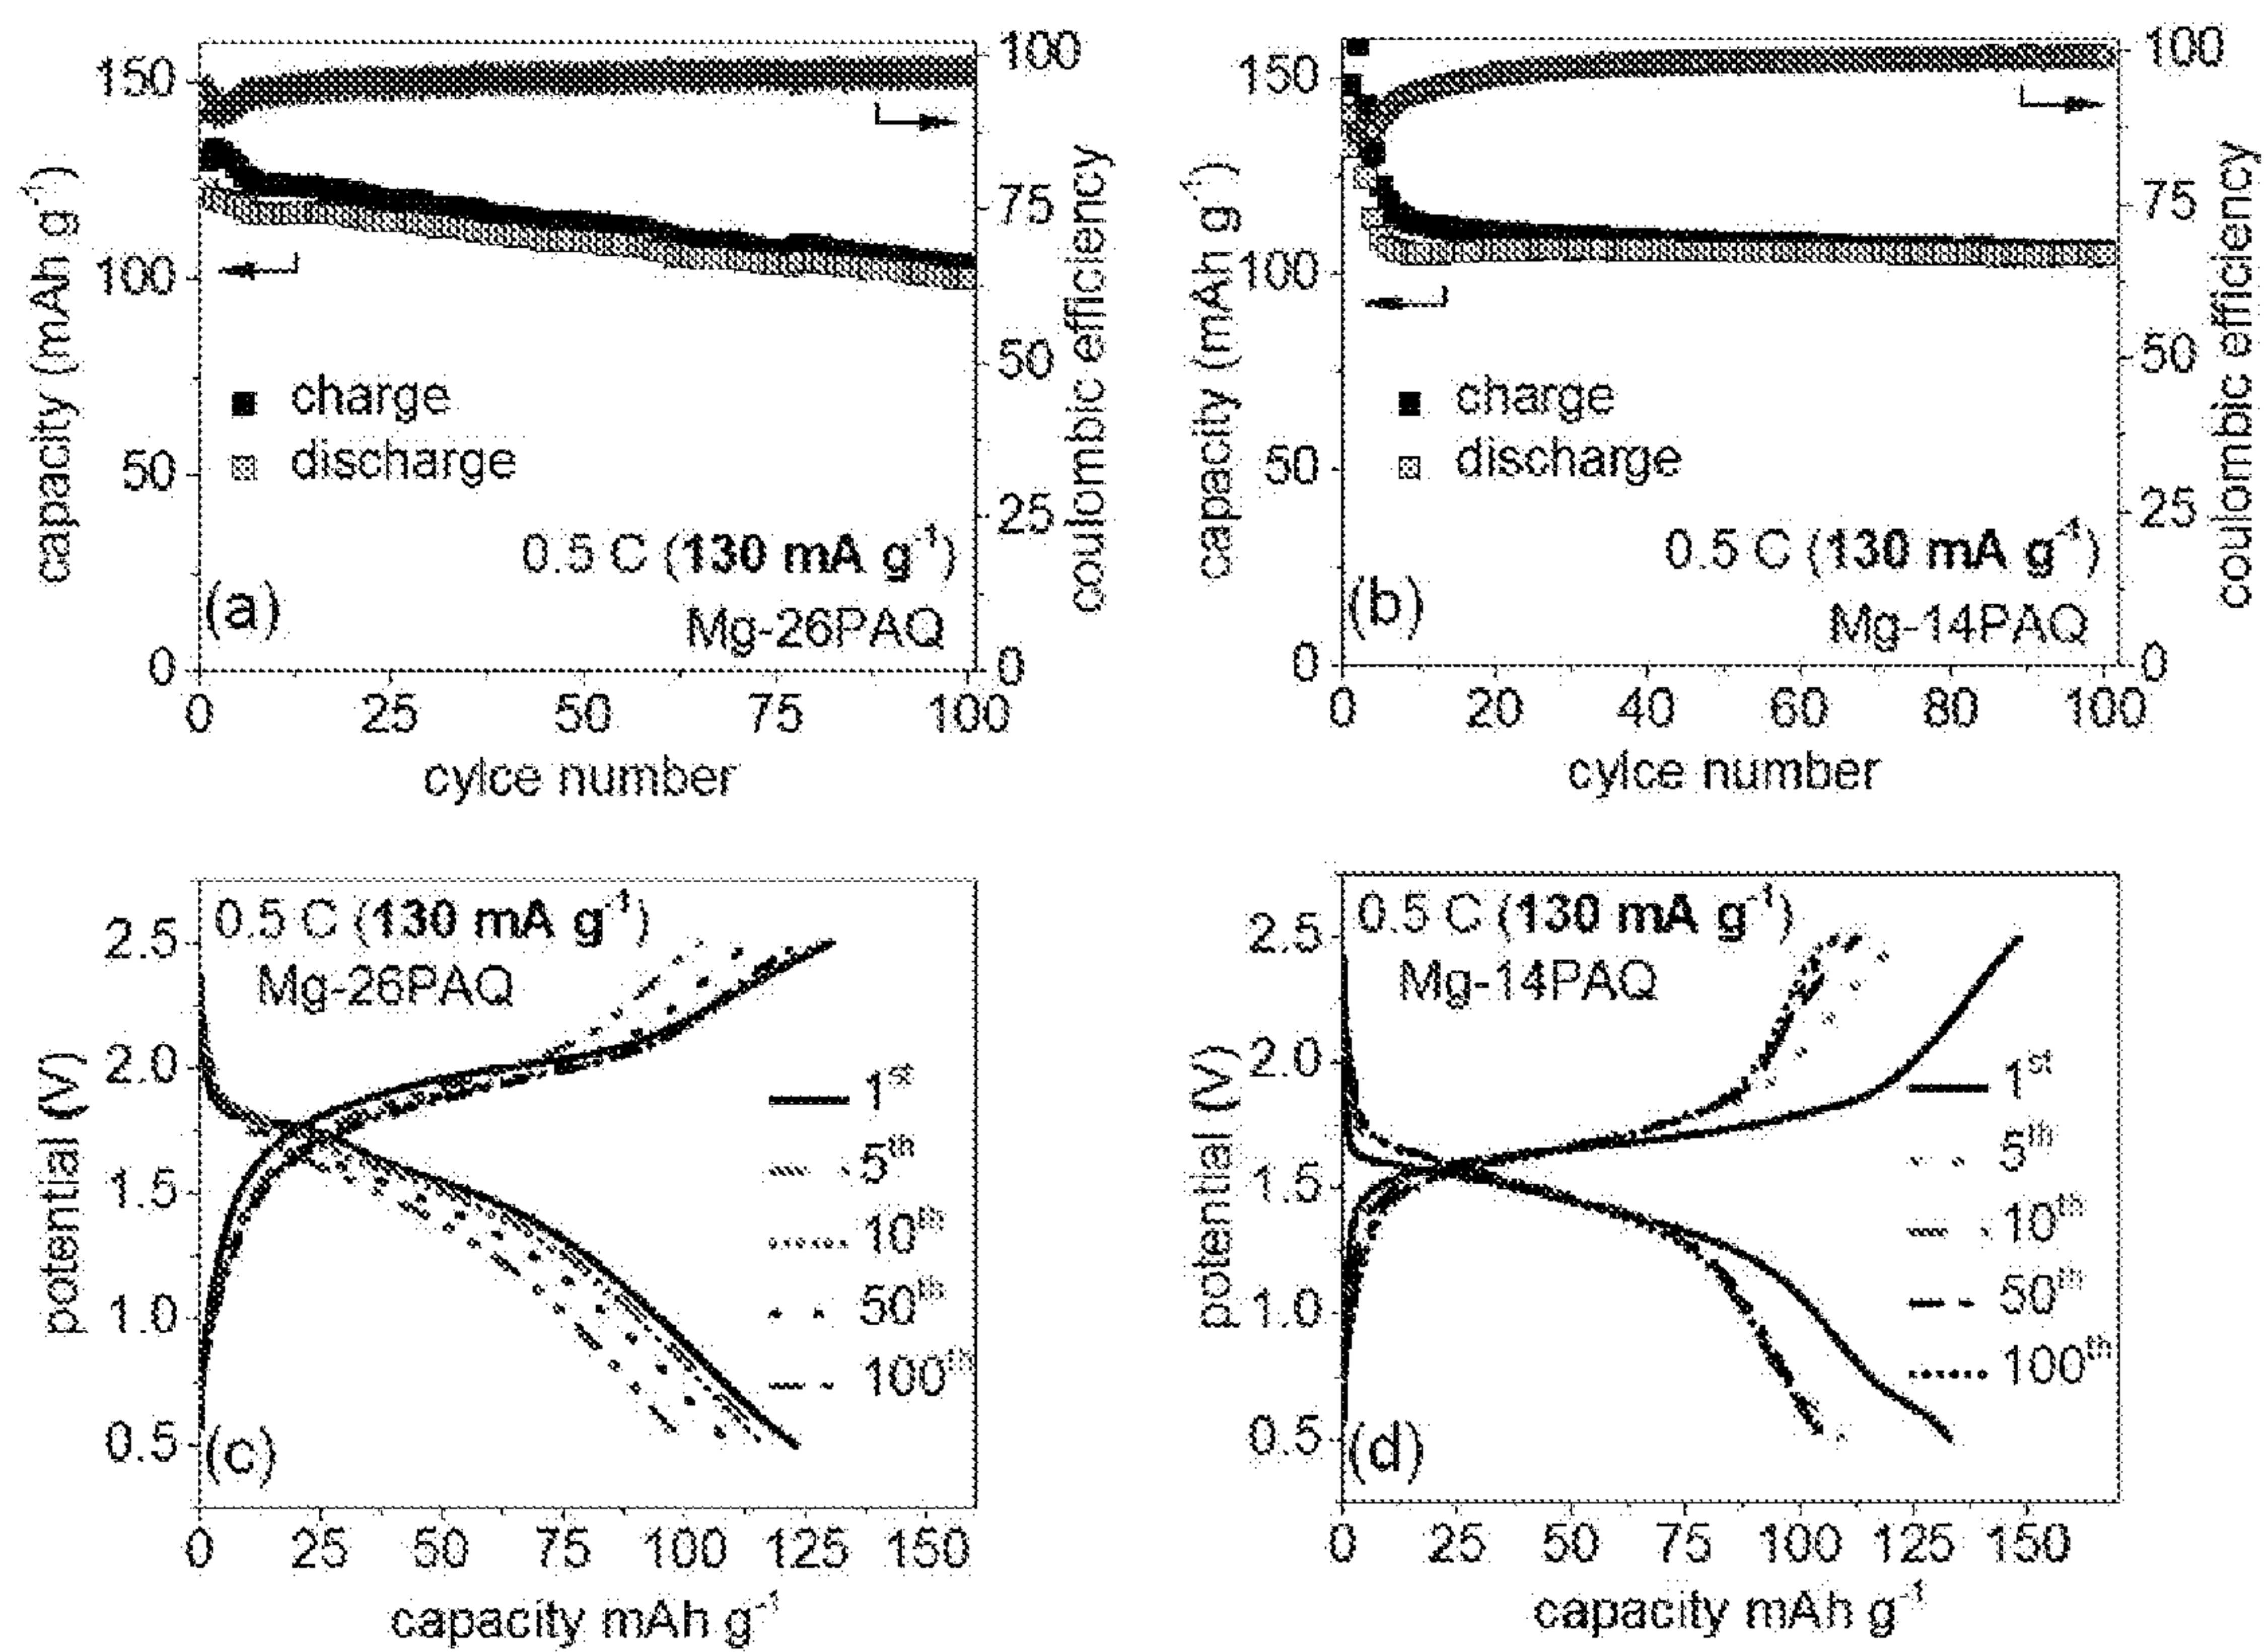 150
100
50
0
capacity (mAh g⁻¹)
100
75
50
25
0
coulombic efficiency
charge
discharge
0.5 C (130 mA g⁻¹)
(a)
Mg-26PAQ
0 25 50 75 100
cylce number
150
100
50
0
capacity (mAh g⁻¹)
100
75
50
25
0
coulombic efficiency
charge
discharge
0.5 C (130 mA g⁻¹)
(b)
Mg-14PAQ
0 20 40 60 80 100
cylce number
0.5 C (130 mA g⁻¹)
Mg-26PAQ
2.5
2.0
1.5
1.0
0.5
potential (V)
1st
5th
10th
50th
100th
(c)
0 25 50 75 100 125 150
capacity mAh g⁻¹
0.5 C (130 mA g⁻¹)
Mg-14PAQ
2.5
2.0
1.5
1.0
0.5
potential (V)
1st
5th
10th
50th
100th
(d)
0 25 50 75 100 125 150
capacity mAh g⁻¹